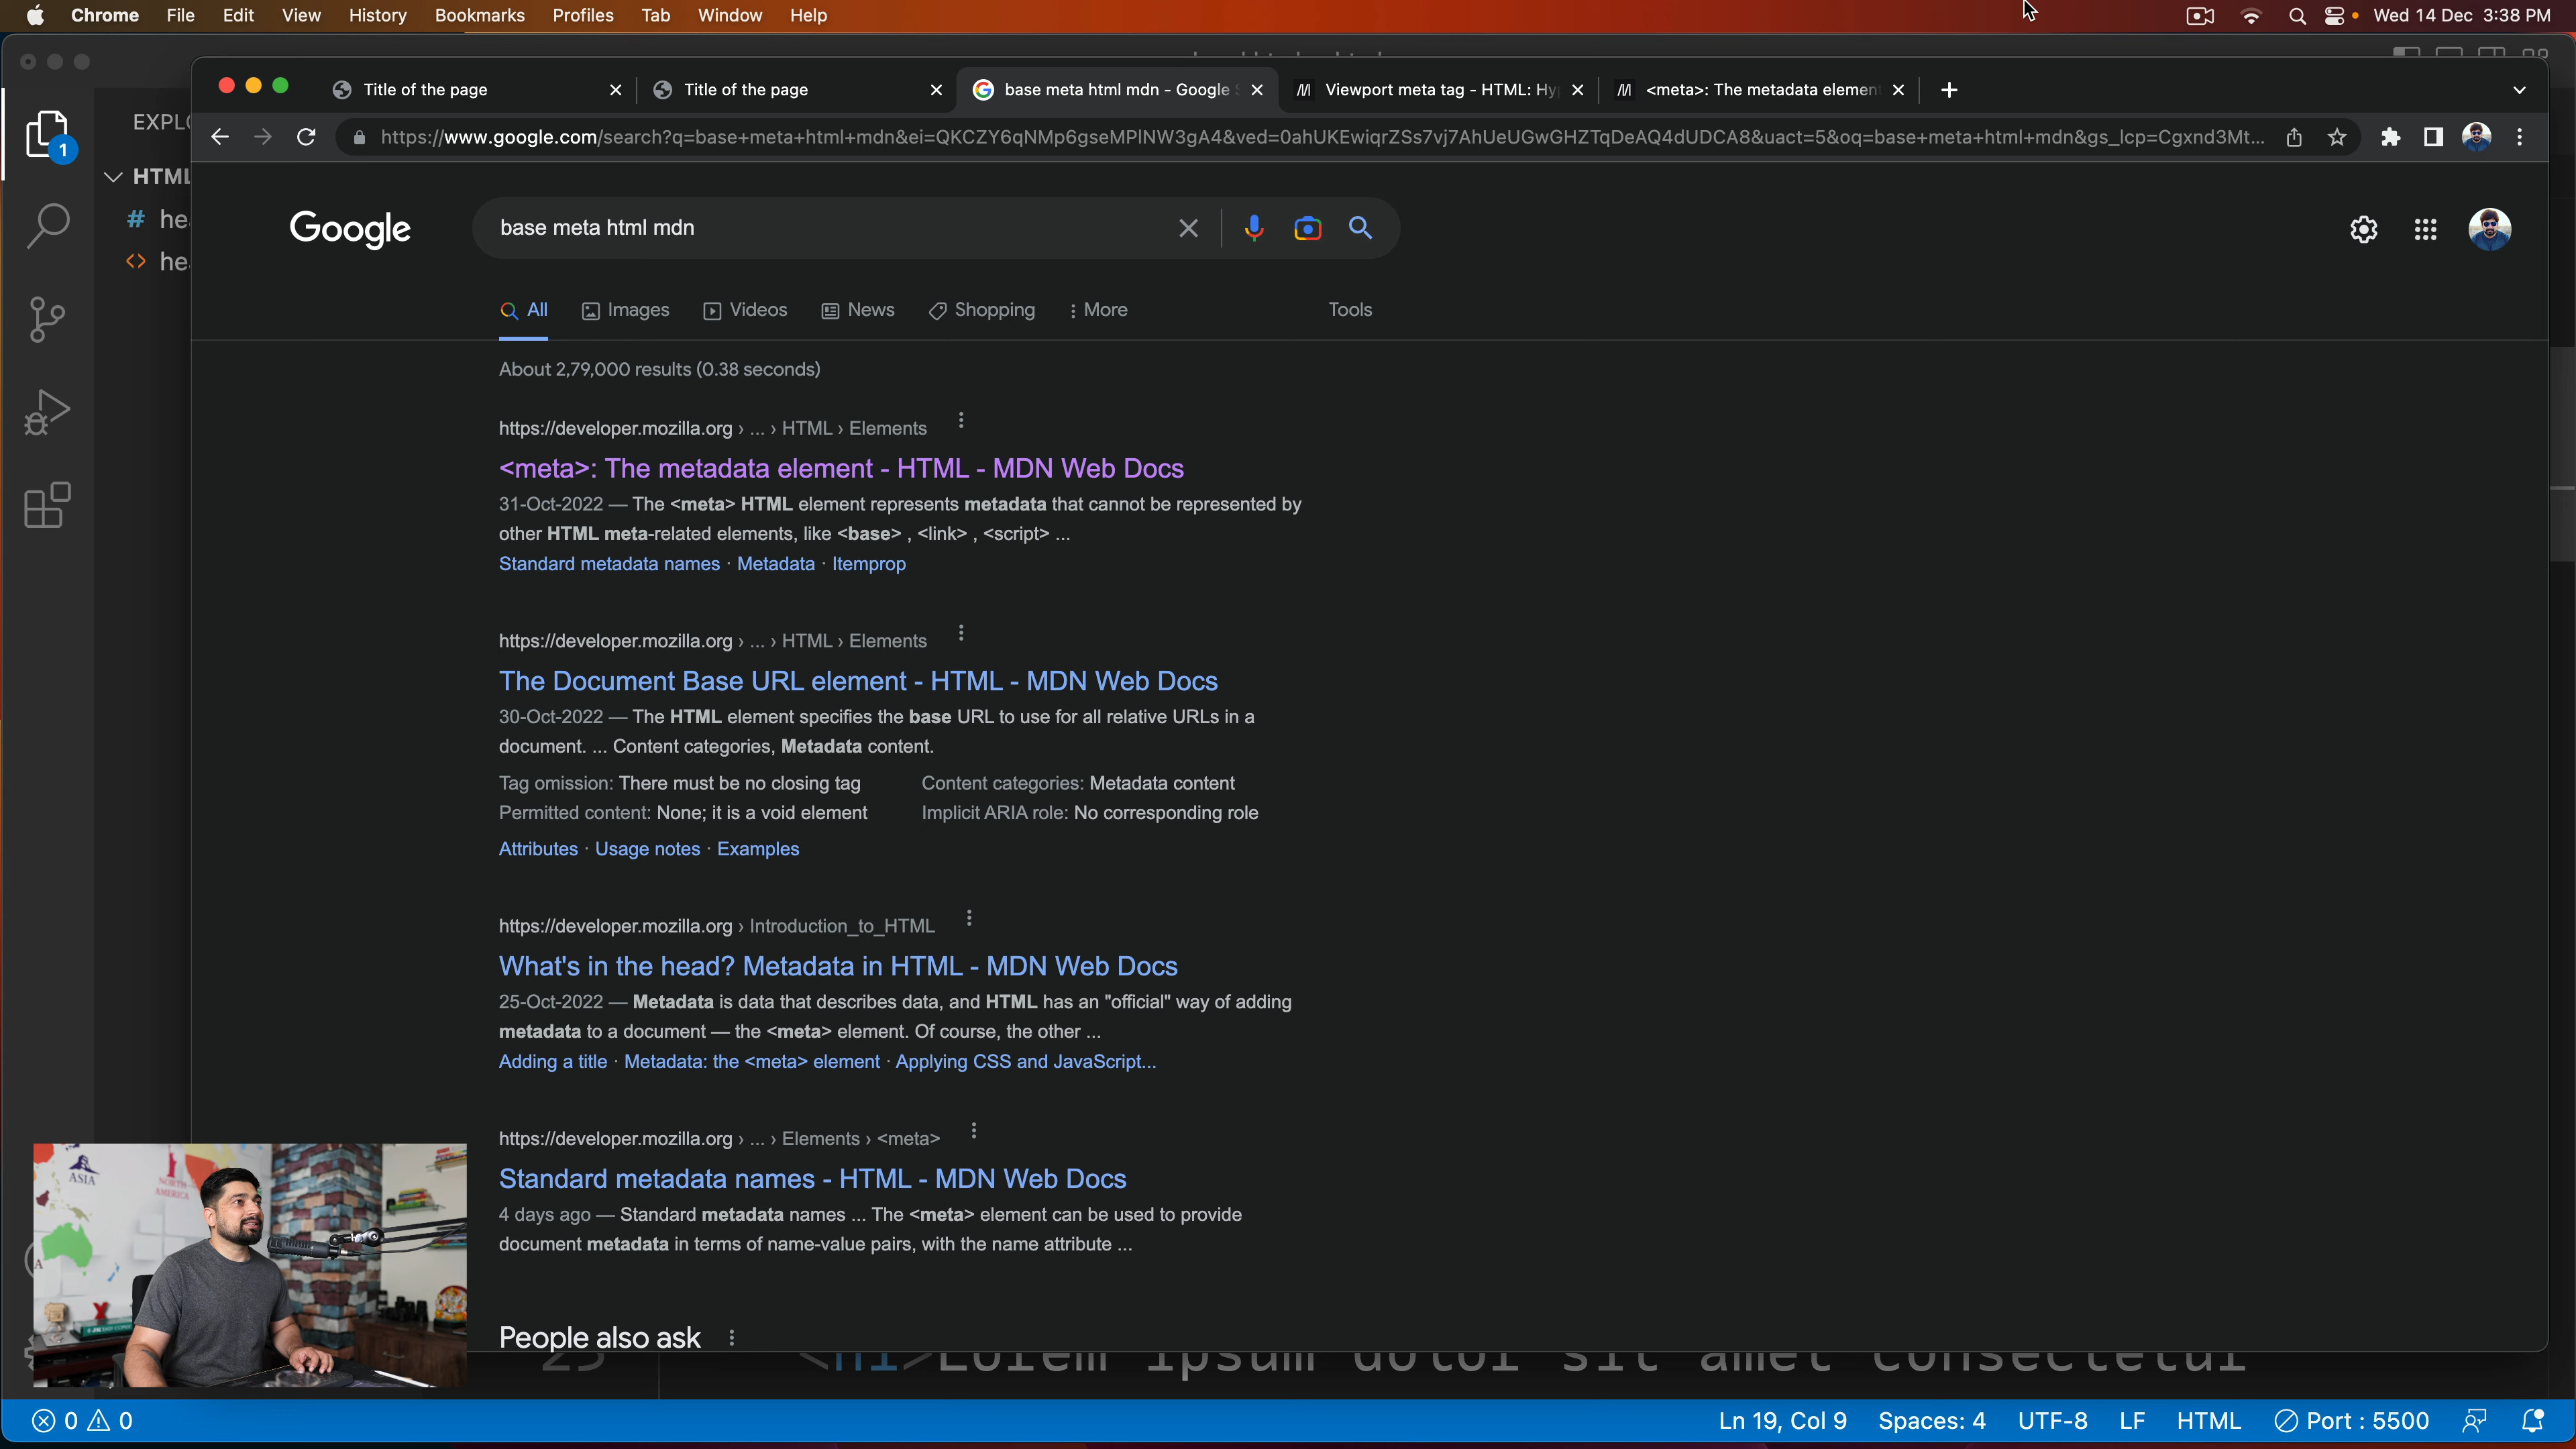 Chrome File Edit View History Bookmarks Profiles Tab Window Help
Wed 14 Dec 3:38 PM
Title of the page
Title of the page
base meta html mdn - Google
Viewport meta tag - HTML: Hy
<meta>: The metadata elemen
https://www.google.com/search?q=base+meta+html+mdn&ei=QKCZY6qNMp6gseMPlNW3gA4&ved=0ahUKEwiqrZSs7vj7AhUeUGwGHZTqDeAQ4dUDCA8&uact=5&oq=base+meta+html+mdn&gs_lcp=Cgxnd3Mt...
EXPLO
1
HTML
# he
<> he
Google
base meta html mdn
All Images Videos News Shopping More Tools
About 2,79,000 results (0.38 seconds)
https://developer.mozilla.org › ... › HTML › Elements
<meta>: The metadata element - HTML - MDN Web Docs
31-Oct-2022 — The <meta> HTML element represents metadata that cannot be represented by
other HTML meta-related elements, like <base> , <link> , <script> ...
Standard metadata names · Metadata · Itemprop
https://developer.mozilla.org › ... › HTML › Elements
The Document Base URL element - HTML - MDN Web Docs
30-Oct-2022 — The HTML element specifies the base URL to use for all relative URLs in a
document. ... Content categories, Metadata content.
Tag omission: There must be no closing tag Content categories: Metadata content
Permitted content: None; it is a void element Implicit ARIA role: No corresponding role
Attributes · Usage notes · Examples
https://developer.mozilla.org › Introduction_to_HTML
What's in the head? Metadata in HTML - MDN Web Docs
25-Oct-2022 — Metadata is data that describes data, and HTML has an "official" way of adding
metadata to a document — the <meta> element. Of course, the other ...
Adding a title · Metadata: the <meta> element · Applying CSS and JavaScript...
https://developer.mozilla.org › ... › Elements › <meta>
Standard metadata names - HTML - MDN Web Docs
4 days ago — Standard metadata names ... The <meta> element can be used to provide
document metadata in terms of name-value pairs, with the name attribute ...
People also ask
ASIA
NORTH
AMERICA
<h1>Lorem ipsum dolor sit amet consectetur
0 0
Ln 19, Col 9 Spaces: 4 UTF-8 LF HTML Port : 5500